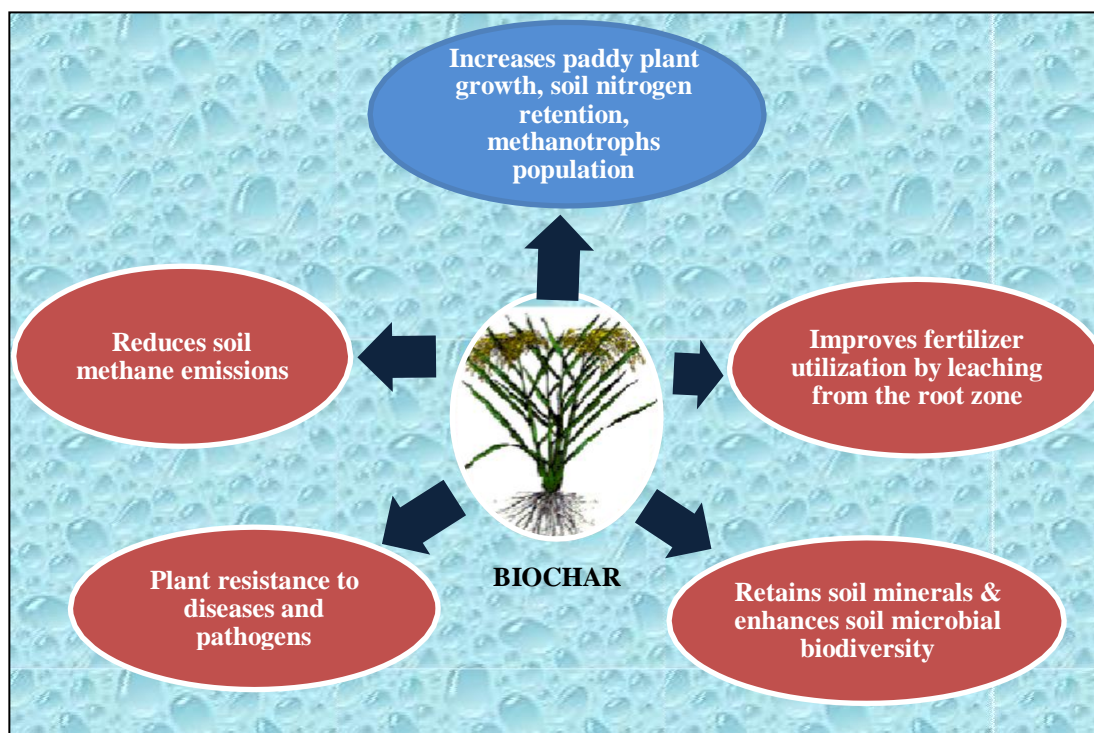 Increases paddy plant
growth, soil nitrogen
retention,
methanotrophs
population
Reduces soil
methane emissions
Improves fertilizer
utilization by leaching
from the root zone
Plant resistance to
diseases and
pathogens
BIOCHAR
Retains soil minerals &
enhances soil microbial
biodiversity